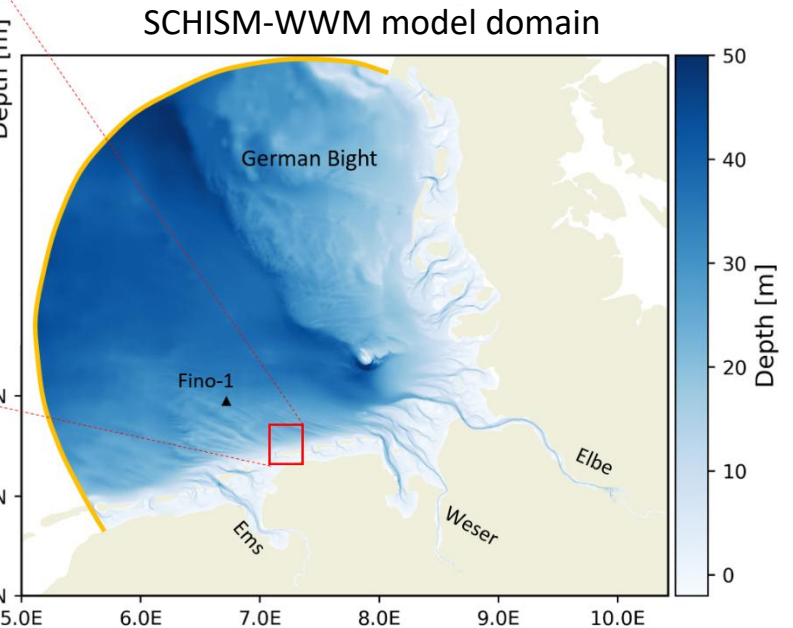 SCHISM-WWM model domain
Depth [m]
German Bight
Fino-1
Elbe
Weser
Ems
N
N
N
5.0E 6.0E 7.0E 8.0E 9.0E 10.0E
50
40
30
20
10
0
Depth [m]